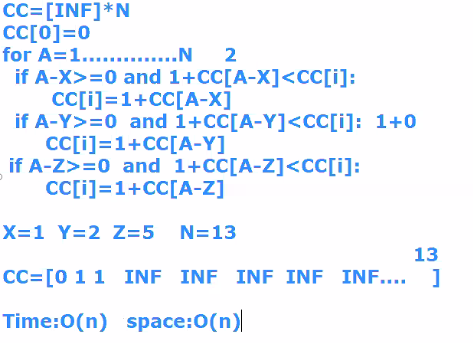 CC=[INF]*N
CC[0]=0
for A=1..............N 2
if A-X>=0 and 1+CC[A-X]<CC[i]:
CC[i]=1+CC[A-X]
if A-Y>=0 and 1+CC[A-Y]<CC[i]: 1+0
CC[i]=1+CC[A-Y]
if A-Z>=0 and 1+CC[A-Z]<CC[i]:
CC[i]=1+CC[A-Z]
X=1 Y=2 Z=5 N=13
13
CC=[0 1 1 INF INF INF INF INF.... ]
Time:O(n) space:O(n)